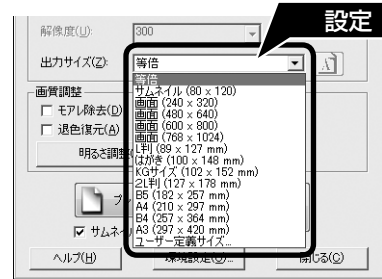 設定
解像度(U): 300
出力サイズ(Z): 等倍
等倍
サムネイル (80 x 120)
画面 (240 x 320)
画面 (480 x 640)
画面 (600 x 800)
画面 (768 x 1024)
L判 (89 x 127 mm)
はがき (100 x 148 mm)
KGサイズ (102 x 152 mm)
2L判 (127 x 178 mm)
B5 (182 x 257 mm)
A4 (210 x 297 mm)
B4 (257 x 364 mm)
A3 (297 x 420 mm)
ユーザー定義サイズ...
画質調整
モアレ除去(D)
退色復元(A)
明るさ調整
プ
サムネ
ヘルプ(H) 環境設定(O)... 閉じる(C)